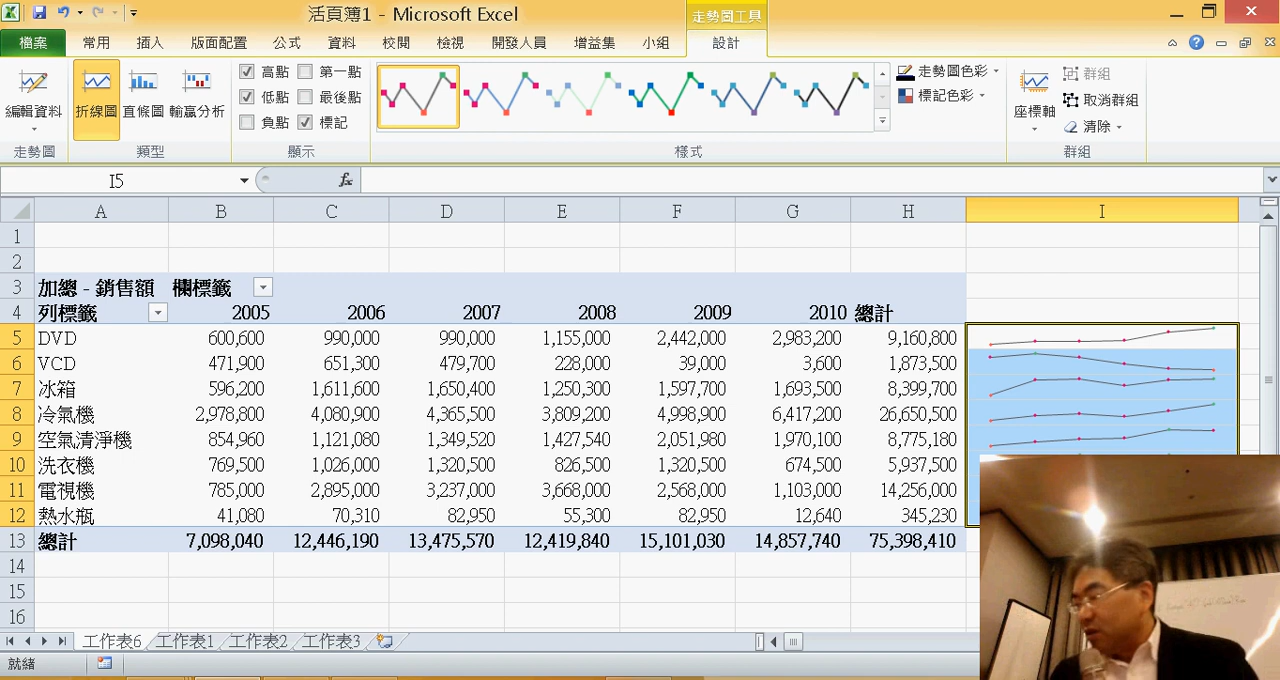 活頁簿1 - Microsoft Excel
走勢圖工具
檔案 常用 插入 版面配置 公式 資料 校閱 檢視 開發人員 增益集 小組 設計
編輯資料 折線圖 直條圖 輸贏分析
高點 第一點
低點 最後點
負點 標記
走勢圖色彩
標記色彩
座標軸
群組
取消群組
清除
走勢圖 類型 顯示 樣式 群組
I5 fx
A B C D E F G H I
1
2
3 加總 - 銷售額 欄標籤
4 列標籤 2005 2006 2007 2008 2009 2010 總計
5 DVD 600,600 990,000 990,000 1,155,000 2,442,000 2,983,200 9,160,800
6 VCD 471,900 651,300 479,700 228,000 39,000 3,600 1,873,500
7 冰箱 596,200 1,611,600 1,650,400 1,220,300 1,597,700 1,693,500 8,399,700
8 冷氣機 2,978,800 4,080,900 4,365,500 3,809,200 4,998,900 6,417,200 26,650,500
9 空氣清淨機 854,960 1,121,080 1,349,520 1,427,540 2,051,980 1,970,100 8,775,180
10 洗衣機 769,500 1,026,000 1,320,500 826,500 1,320,500 674,500 5,937,500
11 電視機 785,000 2,895,000 3,237,000 3,668,000 2,568,000 1,103,000 14,256,000
12 熱水瓶 41,080 70,310 82,950 55,300 82,950 12,640 345,230
13 總計 7,098,040 12,446,190 13,475,570 12,419,840 15,101,030 14,857,740 75,398,410
14
15
16
工作表6 工作表1 工作表2 工作表3
就緒